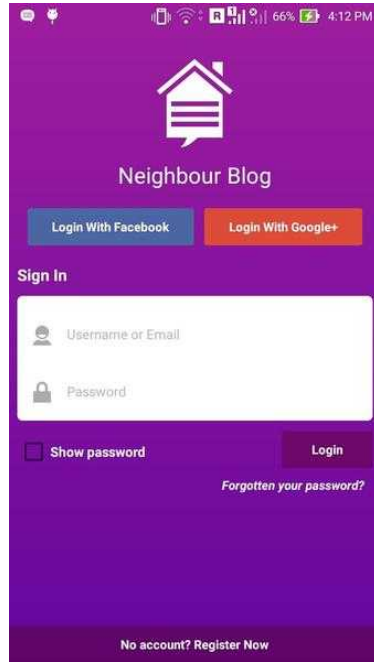 R 1 66% 4:12 PM
Neighbour Blog
Login With Facebook Login With Google+
Sign In
Username or Email
Password
Show password Login
Forgotten your password?
No account? Register Now